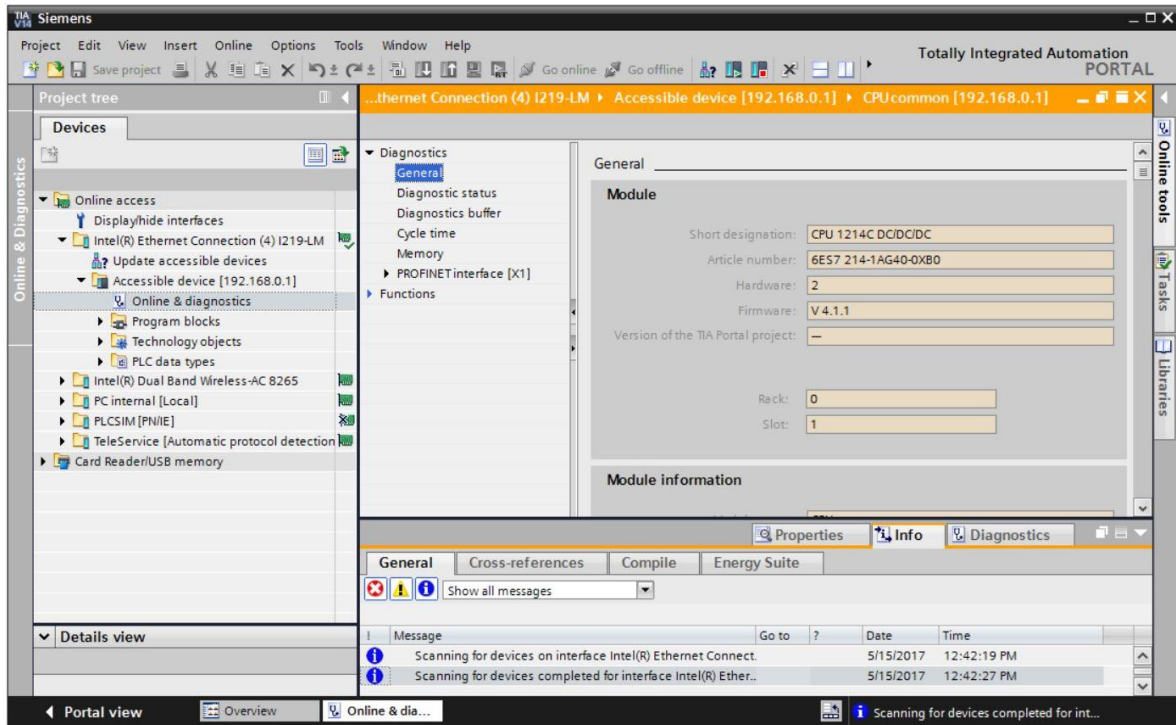 TIA V14 Siemens
Project Edit View Insert Online Options Tools Window Help
Save project Go online Go offline
Totally Integrated Automation
PORTAL
Project tree
Devices
Online & Diagnostics
Online access
Display/hide interfaces
Intel(R) Ethernet Connection (4) I219-LM
Update accessible devices
Accessible device [192.168.0.1]
Online & diagnostics
Program blocks
Technology objects
PLC data types
Intel(R) Dual Band Wireless-AC 8265
PC internal [Local]
PLCSIM [PN/IE]
TeleService [Automatic protocol detection
Card Reader/USB memory
Details view
...thernet Connection (4) I219-LM Accessible device [192.168.0.1] CPUcommon [192.168.0.1]
Diagnostics
General
Diagnostic status
Diagnostics buffer
Cycle time
Memory
PROFINET interface [X1]
Functions
General
Module
Short designation: CPU 1214C DC/DC/DC
Article number: 6ES7 214-1AG40-0XB0
Hardware: 2
Firmware: V 4.1.1
Version of the TIA Portal project: —
Rack: 0
Slot: 1
Module information
Online tools
Tasks
Libraries
Properties Info Diagnostics
General Cross-references Compile Energy Suite
Show all messages
! Message Go to ? Date Time
Scanning for devices on interface Intel(R) Ethernet Connect. 5/15/2017 12:42:19 PM
Scanning for devices completed for interface Intel(R) Ether.. 5/15/2017 12:42:27 PM
Portal view Overview Online & dia... Scanning for devices completed for int...